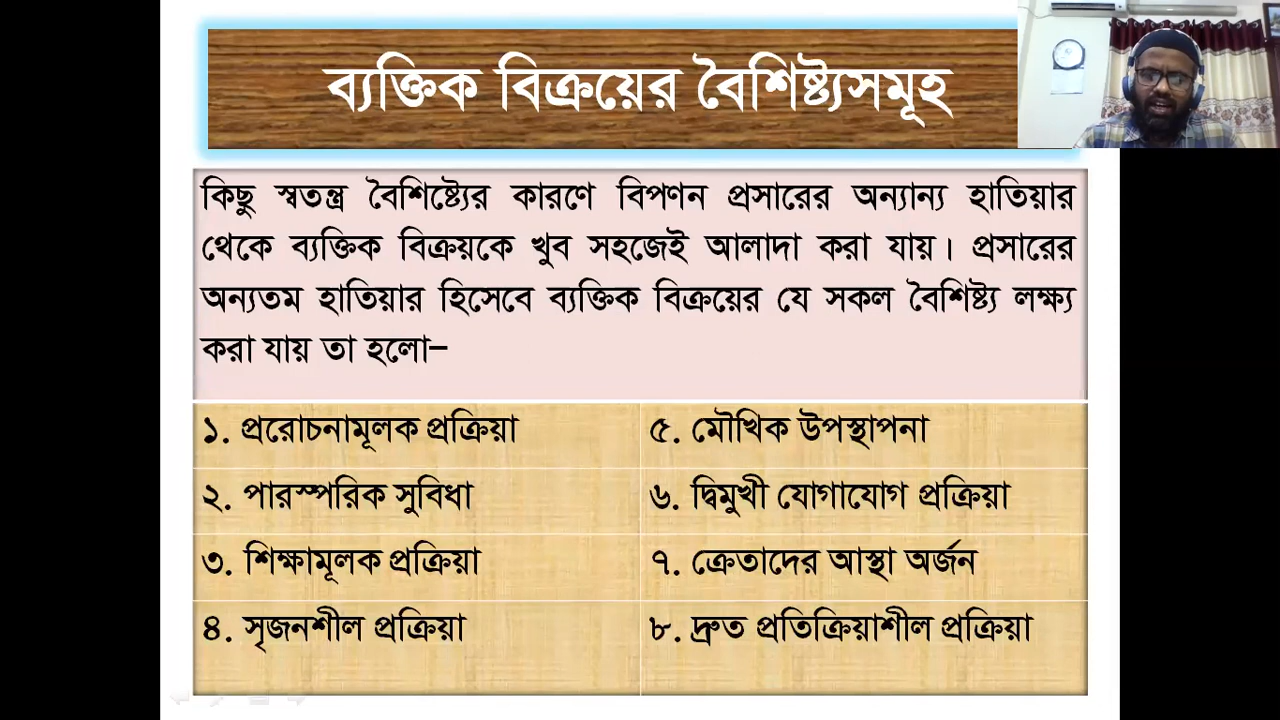 ব্যক্তিক বিক্রয়ের বৈশিষ্ট্যসমূহ
কিছু স্বতন্ত্র বৈশিষ্ট্যের কারণে বিপণন প্রসারের অন্যান্য হাতিয়ার
থেকে ব্যক্তিক বিক্রয়কে খুব সহজেই আলাদা করা যায়। প্রসারের
অন্যতম হাতিয়ার হিসেবে ব্যক্তিক বিক্রয়ের যে সকল বৈশিষ্ট্য লক্ষ্য
করা যায় তা হলো–
১. প্ররোচনামূলক প্রক্রিয়া
২. পারস্পরিক সুবিধা
৩. শিক্ষামূলক প্রক্রিয়া
৪. সৃজনশীল প্রক্রিয়া
৫. মৌখিক উপস্থাপনা
৬. দ্বিমুখী যোগাযোগ প্রক্রিয়া
৭. ক্রেতাদের আস্থা অর্জন
৮. দ্রুত প্রতিক্রিয়াশীল প্রক্রিয়া